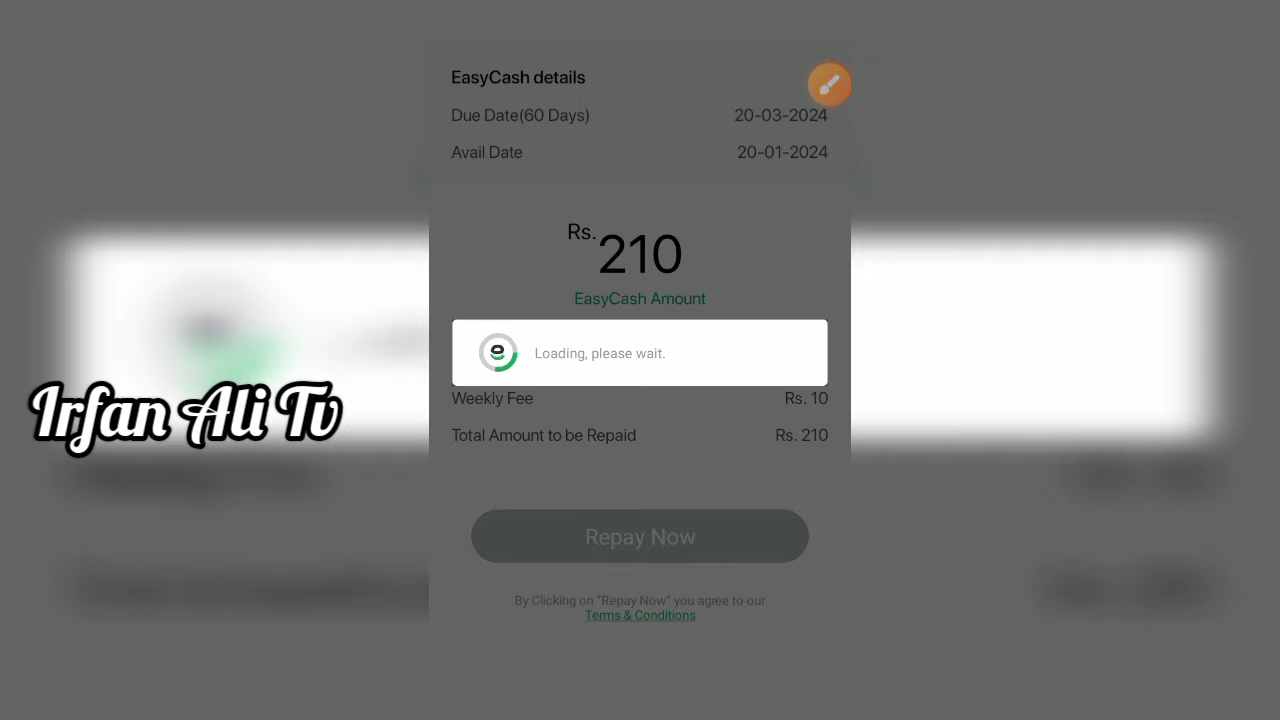 EasyCash details
Due Date(60 Days) 20-03-2024
Avail Date 20-01-2024
Rs. 210
EasyCash Amount
Loading, please wait.
Weekly Fee Rs. 10
Total Amount to be Repaid Rs. 210
Irfan Ali Tv
Repay Now
By Clicking on “Repay Now” you agree to our
Terms & Conditions